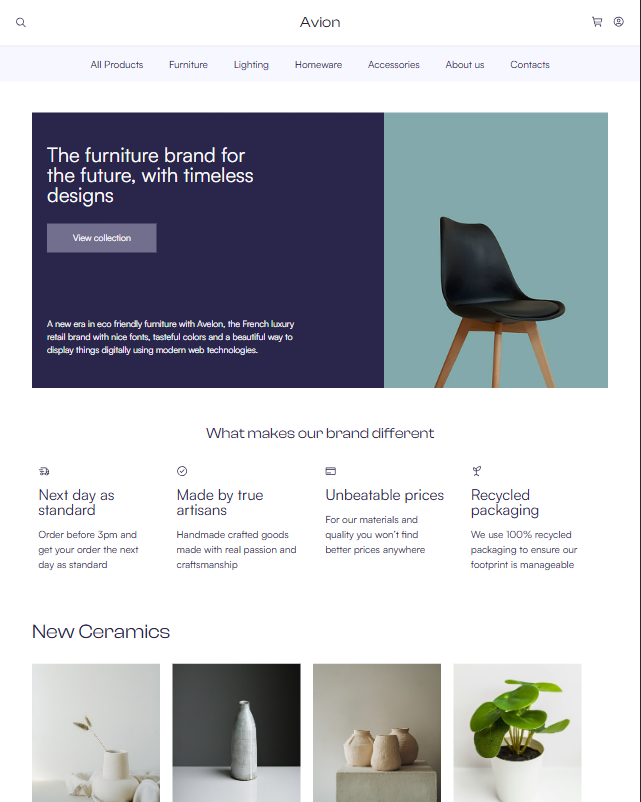 Avion
All Products Furniture Lighting Homeware Accessories About us Contacts
The furniture brand for
the future, with timeless
designs
View collection
A new era in eco friendly furniture with Avelon, the French luxury
retail brand with nice fonts, tasteful colors and a beautiful way to
display things digitally using modern web technologies.
What makes our brand different
Next day as
standard
Order before 3pm and
get your order the next
day as standard
Made by true
artisans
Handmade crafted goods
made with real passion and
craftsmanship
Unbeatable prices
For our materials and
quality you won't find
better prices anywhere
Recycled
packaging
We use 100% recycled
packaging to ensure our
footprint is manageable
New Ceramics